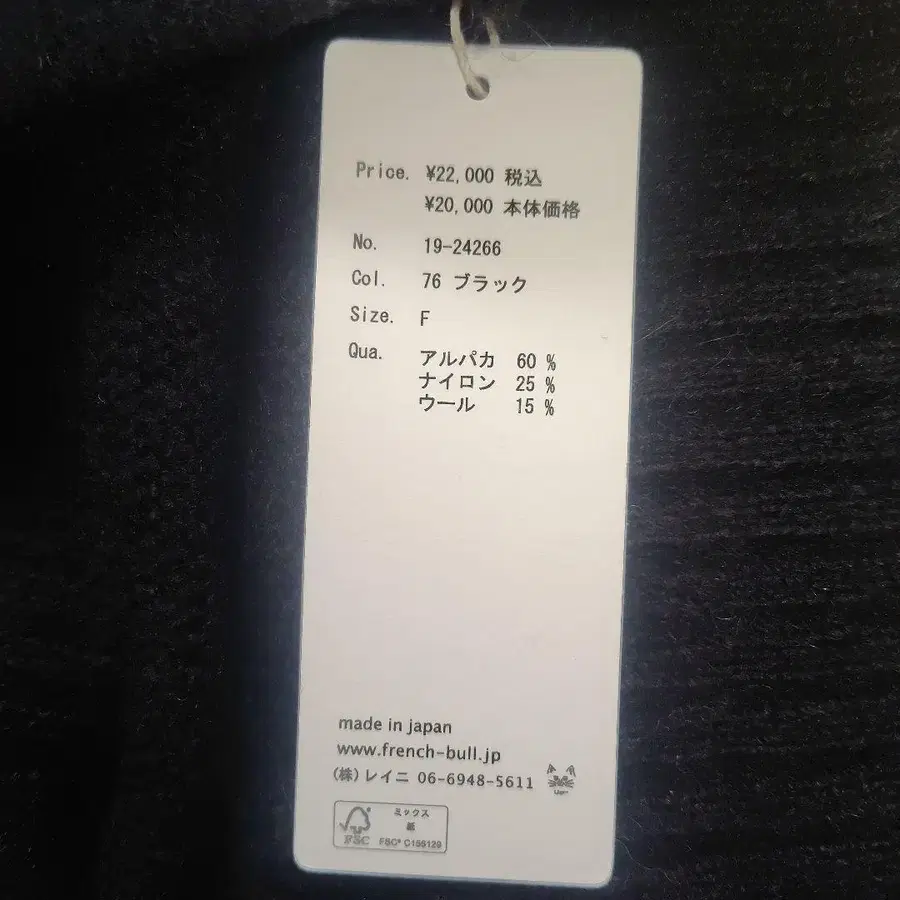 Price. ¥22,000 税込
¥20,000 本体価格
No. 19-24266
Col. 76 ブラック
Size. F
Qua. アルパカ 60 %
ナイロン 25 %
ウール 15 %
made in japan
www.french-bull.jp
(株)レイニ 06-6948-5611
ミックス
紙
FSC FSC® C156129